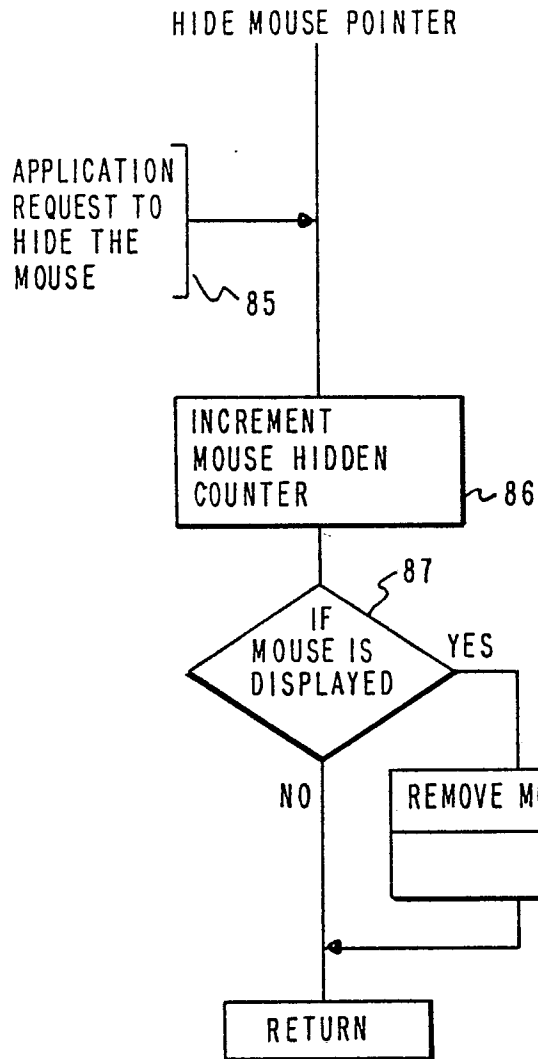 HIDE MOUSE POINTER
APPLICATION
REQUEST TO
HIDE THE
MOUSE
85
INCREMENT
MOUSE HIDDEN
COUNTER
86
87
IF
MOUSE IS
DISPLAYED
YES
NO
REMOVE
RETURN